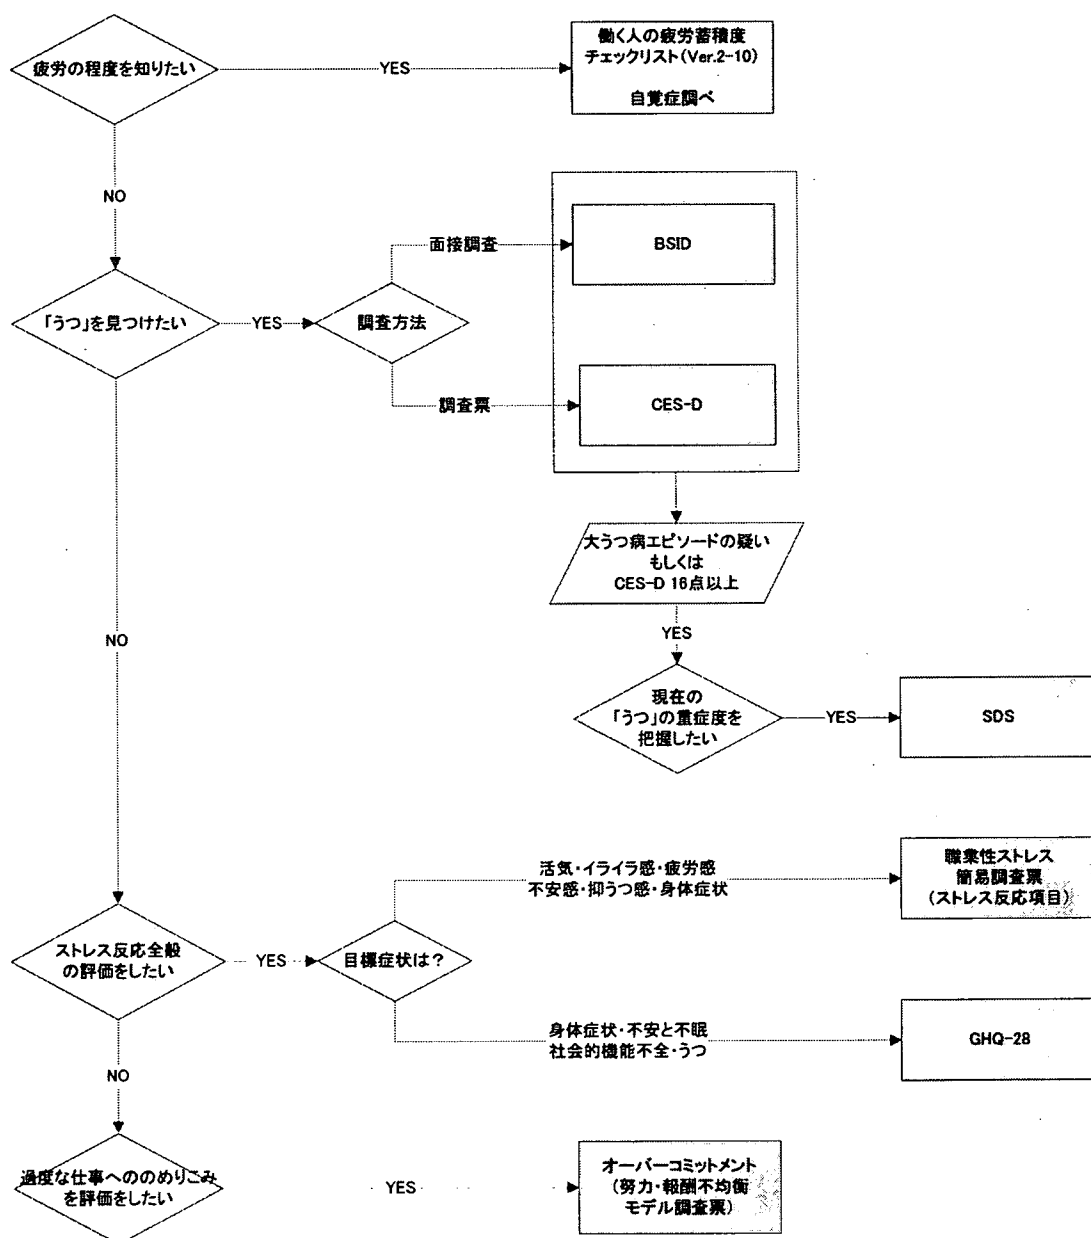 疲労の程度を知りたい
YES
働く人の疲労蓄積度
チェックリスト(Ver.2-10)
自覚症調べ
NO
「うつ」を見つけたい
YES
調査方法
面接調査
BSID
調査票
CES-D
大うつ病エピソードの疑い
もしくは
CES-D 16点以上
YES
現在の
「うつ」の重症度を
把握したい
YES
SDS
NO
ストレス反応全般
の評価をしたい
YES
目標症状は?
活気・イライラ感・疲労感
不安感・抑うつ感・身体症状
職業性ストレス
簡易調査票
(ストレス反応項目)
身体症状・不安と不眠
社会的機能不全・うつ
GHQ-28
NO
過度な仕事へののめりこみ
を評価をしたい
YES
オーバーコミットメント
(努力・報酬不均衡
モデル調査票)